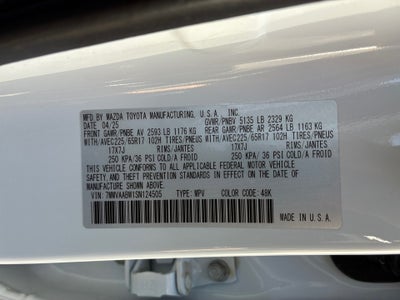 MFD BY MAZDA TOYOTA MANUFACTURING, U.S.A., INC.
DATE: 04/25 GVWR/PNBV 5135 LB 2329 KG
FRONT GAWR/PNBE AV 2593 LB 1176 KG REAR GAWR/PNBE AR 2564 LB 1163 KG
WITH/AVEC225/65R17 102H TIRES/PNEUS WITH/AVEC225/65R17 102H TIRES/PNEUS
17X7J RIMS/JANTES 17X7J RIMS/JANTES
250 KPA/36 PSI COLD/A FROID 250 KPA/36 PSI COLD/A FROID
THIS VEHICLE CONFORMS TO ALL APPLICABLE FEDERAL MOTOR VEHICLE
SAFETY STANDARDS IN EFFECT ON THE DATE OF
MANUFACTURE SHOWN ABOVE.
VIN: 7MMVAABW1SN124505 TYPE: MPV COLOR CODE: 48K
MADE IN U.S.A.